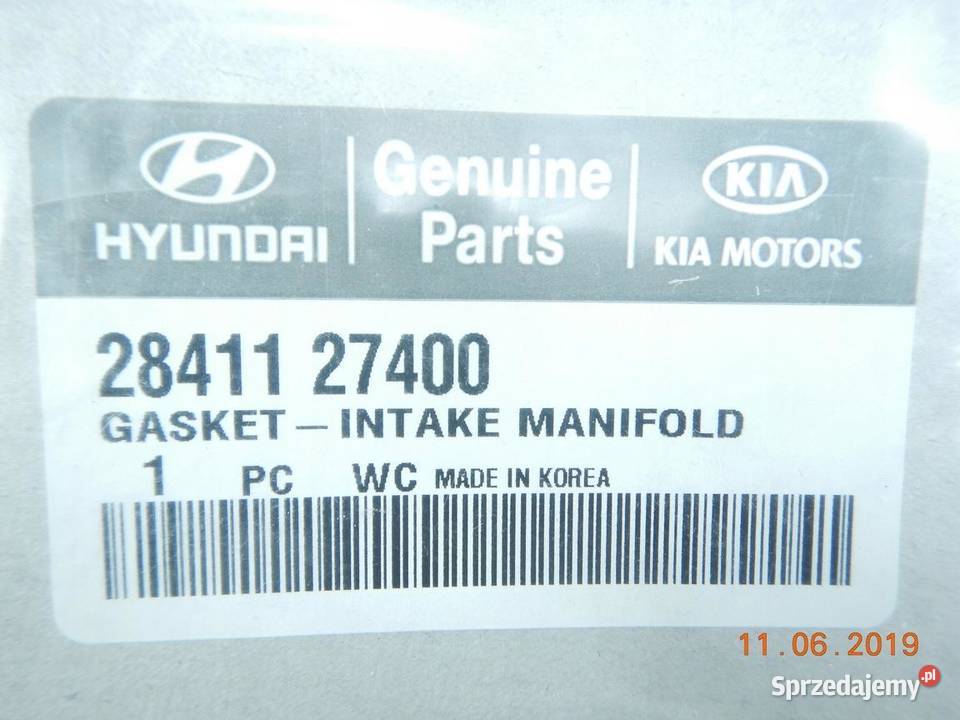 HYUNDAI
Genuine
Parts
KIA
KIA MOTORS
28411 27400
GASKET – INTAKE MANIFOLD
1 PC WC MADE IN KOREA
11.06.2019
Sprzedajemy.pl